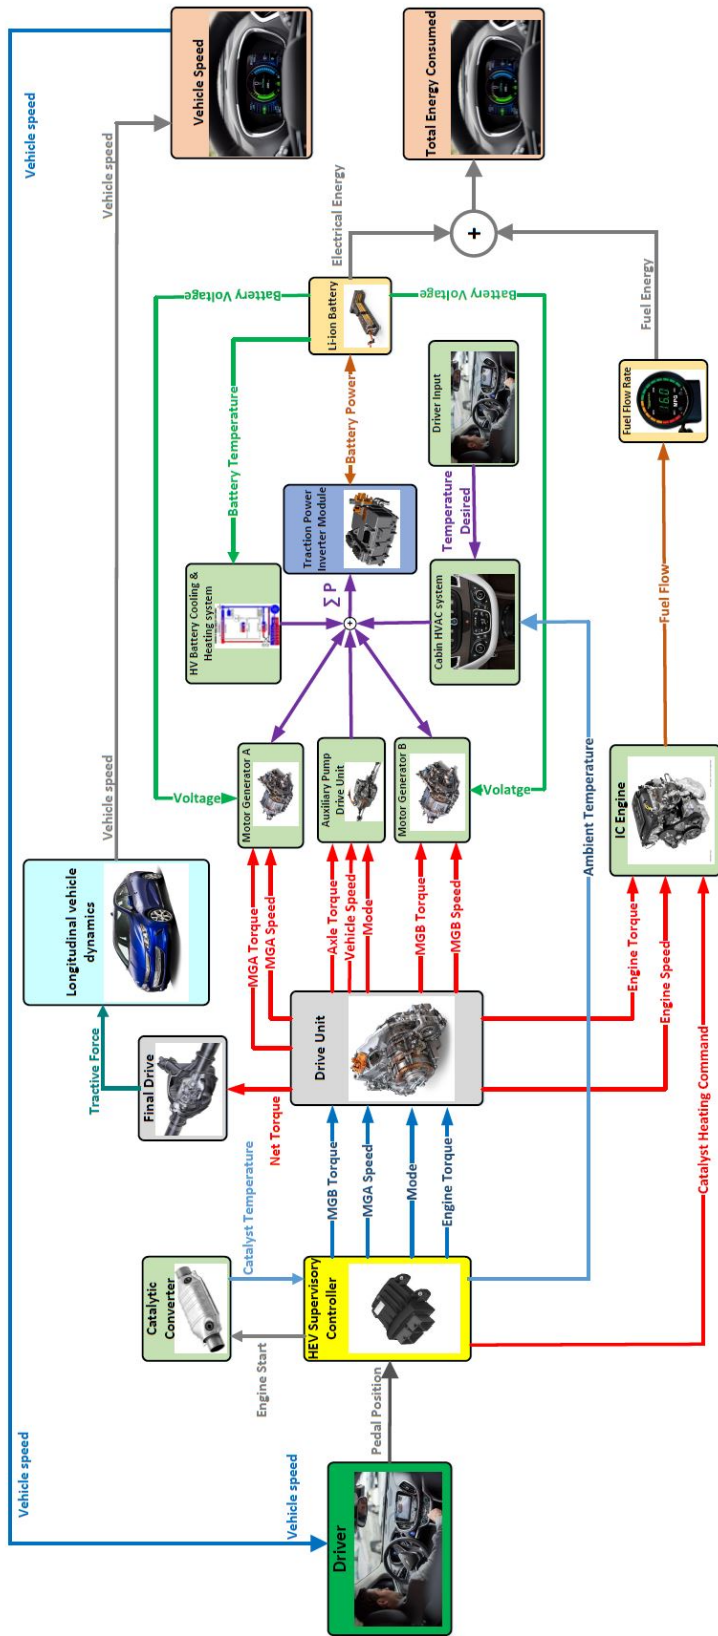 Vehicle speed
Vehicle speed
Vehicle speed
Driver
Pedal Position
Engine Start
Catalytic
Converter
Catalyst Temperature
HEV Supervisory
Controller
MGB Torque
MGA Speed
Mode
Engine Torque
Ambient Temperature
Catalyst Heating Command
Drive Unit
Net Torque
Final Drive
Tractive Force
Longitudinal vehicle
dynamics
Vehicle speed
Vehicle speed
Vehicle Speed
MGA Torque
MGA Speed
Axle Torque
Vehicle Speed
Mode
MGB Torque
MGB Speed
Engine Torque
Engine Speed
Voltage
Motor Generator A
Auxiliary Pump
Drive Unit
Motor Generator B
Volatge
IC Engine
Fuel Flow
HV Battery Cooling &
Heating system
+
∑ P
Cabin HVAC system
Temperature
Desired
Driver Input
Traction Power
Inverter Module
Battery Power
Battery Temperature
Battery Voltage
Li-ion Battery
Battery Voltage
Electrical Energy
Fuel Flow Rate
16.0
MPG
Fuel Energy
+
Total Energy Consumed